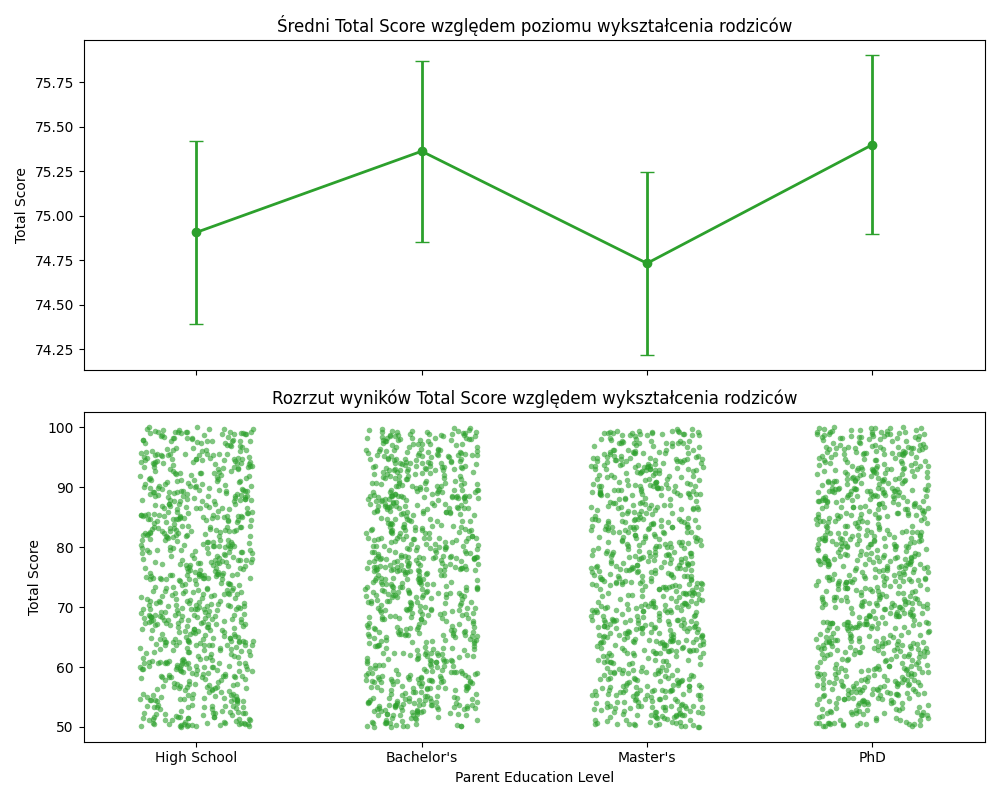 Średni Total Score względem poziomu wykształcenia rodziców
75.75
75.50
75.25
75.00
74.75
74.50
74.25
Total Score
Rozrzut wyników Total Score względem wykształcenia rodziców
100
90
80
70
60
50
Total Score
High School
Bachelor's
Master's
PhD
Parent Education Level